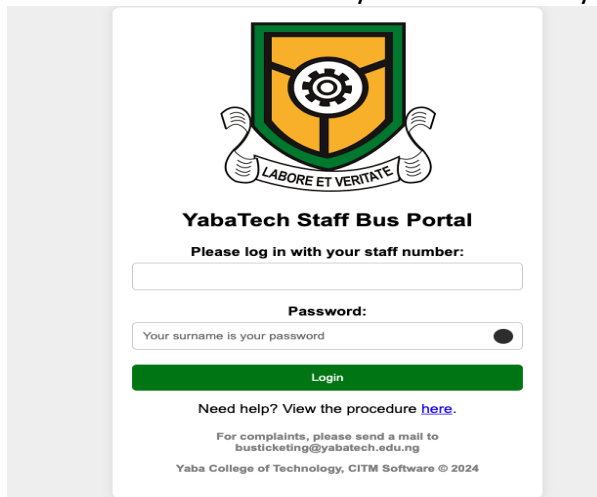 LABORE ET VERITATE
YabaTech Staff Bus Portal
Please log in with your staff number:
Password:
Your surname is your password
Login
Need help? View the procedure here.
For complaints, please send a mail to
busticketing@yabatech.edu.ng
Yaba College of Technology, CITM Software © 2024